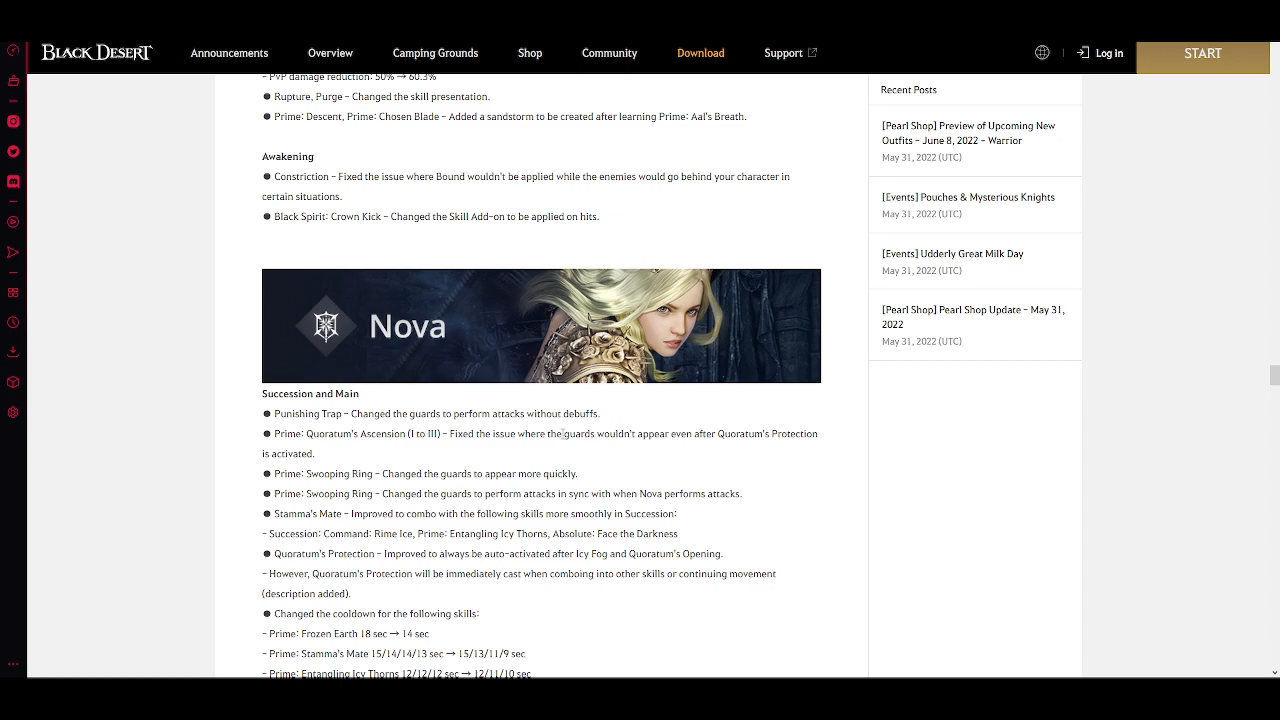 BLACK DESERT
Announcements
Overview
Camping Grounds
Shop
Community
Download
Support
Log in
START
- PvP damage reduction: 50% → 60.3%
● Rupture, Purge - Changed the skill presentation.
● Prime: Descent, Prime: Chosen Blade - Added a sandstorm to be created after learning Prime: Aal's Breath.
Awakening
● Constriction - Fixed the issue where Bound wouldn't be applied while the enemies would go behind your character in
certain situations.
● Black Spirit: Crown Kick - Changed the Skill Add-on to be applied on hits.
Nova
Succession and Main
● Punishing Trap - Changed the guards to perform attacks without debuffs.
● Prime: Quoratum's Ascension (I to III) - Fixed the issue where the guards wouldn't appear even after Quoratum's Protection
is activated.
● Prime: Swooping Ring - Changed the guards to appear more quickly.
● Prime: Swooping Ring - Changed the guards to perform attacks in sync with when Nova performs attacks.
● Stamma's Mate - Improved to combo with the following skills more smoothly in Succession:
- Succession: Command: Rime Ice, Prime: Entangling Icy Thorns, Absolute: Face the Darkness
● Quoratum's Protection - Improved to always be auto-activated after Icy Fog and Quoratum's Opening.
- However, Quoratum's Protection will be immediately cast when comboing into other skills or continuing movement
(description added).
● Changed the cooldown for the following skills:
- Prime: Frozen Earth 18 sec → 14 sec
- Prime: Stamma's Mate 15/14/14/13 sec → 15/13/11/9 sec
- Prime: Entangling Icy Thorns 12/12/12 sec → 12/11/10 sec
Recent Posts
[Pearl Shop] Preview of Upcoming New
Outfits - June 8, 2022 - Warrior
May 31, 2022 (UTC)
[Events] Pouches & Mysterious Knights
May 31, 2022 (UTC)
[Events] Udderly Great Milk Day
May 31, 2022 (UTC)
[Pearl Shop] Pearl Shop Update - May 31,
2022
May 31, 2022 (UTC)